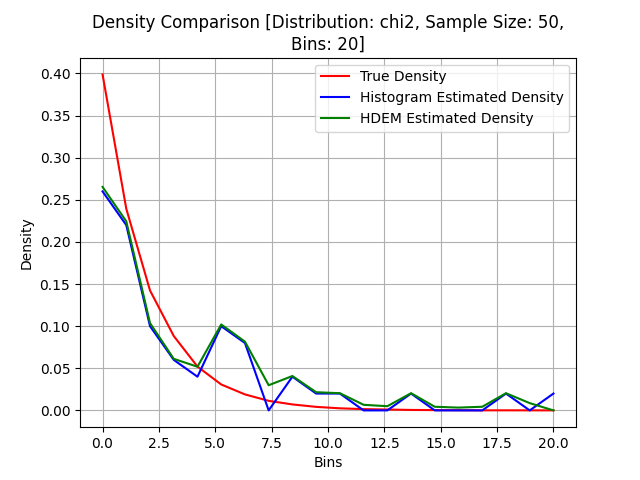 Density Comparison [Distribution: chi2, Sample Size: 50,
Bins: 20]
True Density
Histogram Estimated Density
HDEM Estimated Density
Density
0.40
0.35
0.30
0.25
0.20
0.15
0.10
0.05
0.00
0.0 2.5 5.0 7.5 10.0 12.5 15.0 17.5 20.0
Bins